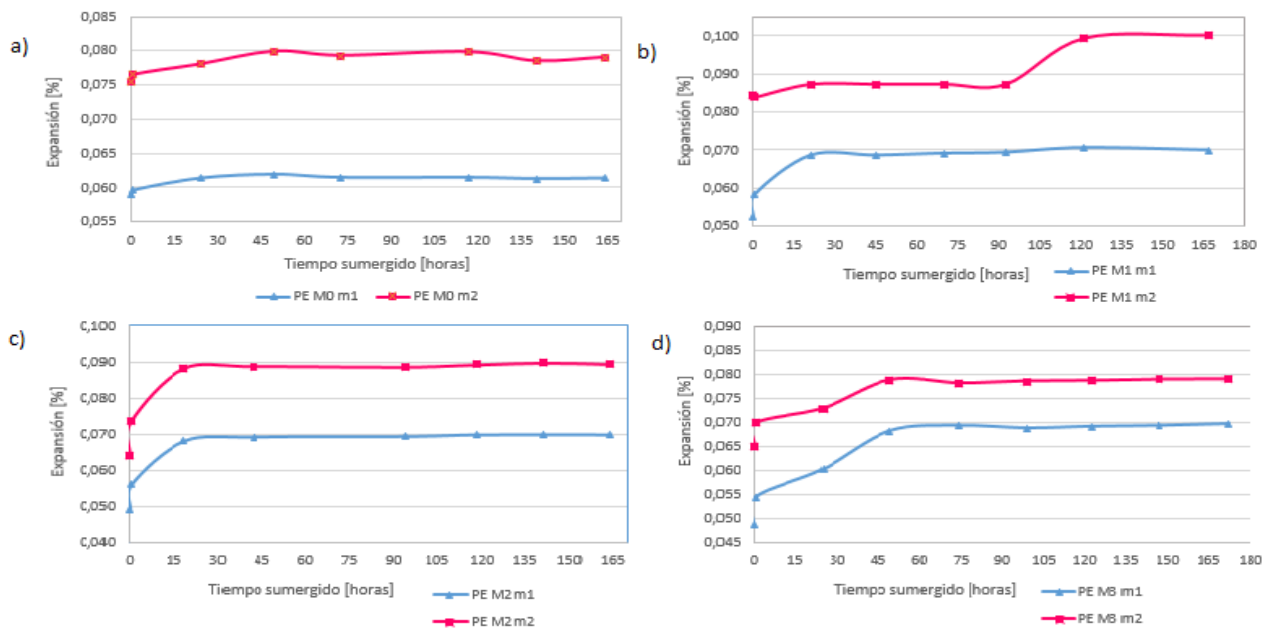 a)
Expansión [%]
0,085
0,080
0,075
0,070
0,065
0,060
0,055
0 15 45 75 90 105 120 135 150 165
Tiempo sumergido [horas]
PE M0 m1 PE M0 m2
b)
Expansión [%]
0,100
0,090
0,080
0,070
0,060
0,050
0 15 30 45 60 75 90 105 121 135 150 165 180
Tiempo sumergido [horas]
PE M1 m1
PE M1 m2
c)
Expansión [%]
0,100
0,090
0,080
0,070
0,060
0,050
0,040
0 15 30 45 60 75 90 105 120 135 150 165
Tiempo sumergido [horas]
PE M2 m1
PE M2 m2
d)
Expansión [%]
0,090
0,085
0,080
0,075
0,070
0,065
0,060
0,055
0,050
0,045
0 15 30 45 60 75 90 105 120 135 150 165 180
Tiempo sumergido [horas]
PE M3 m1
PE M3 m2